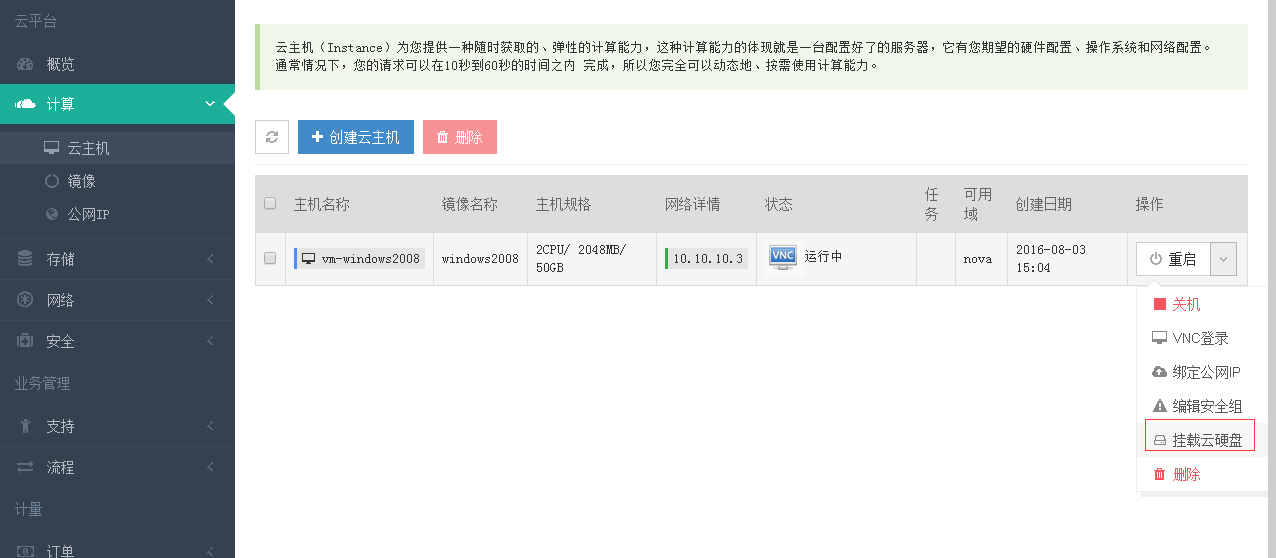 云平台
概览
计算
云主机
镜像
公网IP
存储
网络
安全
业务管理
支持
流程
计量
订单
云主机（Instance）为您提供一种随时获取的、弹性的计算能力，这种计算能力的体现就是一台配置好了的服务器，它有您期望的硬件配置、操作系统和网络配置。
通常情况下，您的请求可以在10秒到60秒的时间之内 完成，所以您完全可以动态地、按需使用计算能力。
创建云主机 删除
主机名称 镜像名称 主机规格 网络详情 状态 任务 可用域 创建日期 操作
vm-windows2008 windows2008 2CPU/ 2048MB/ 10.10.10.3 VNC 运行中 nova 2016-08-03 重启
50GB 15:04
关机
VNC登录
绑定公网IP
编辑安全组
挂载云硬盘
删除